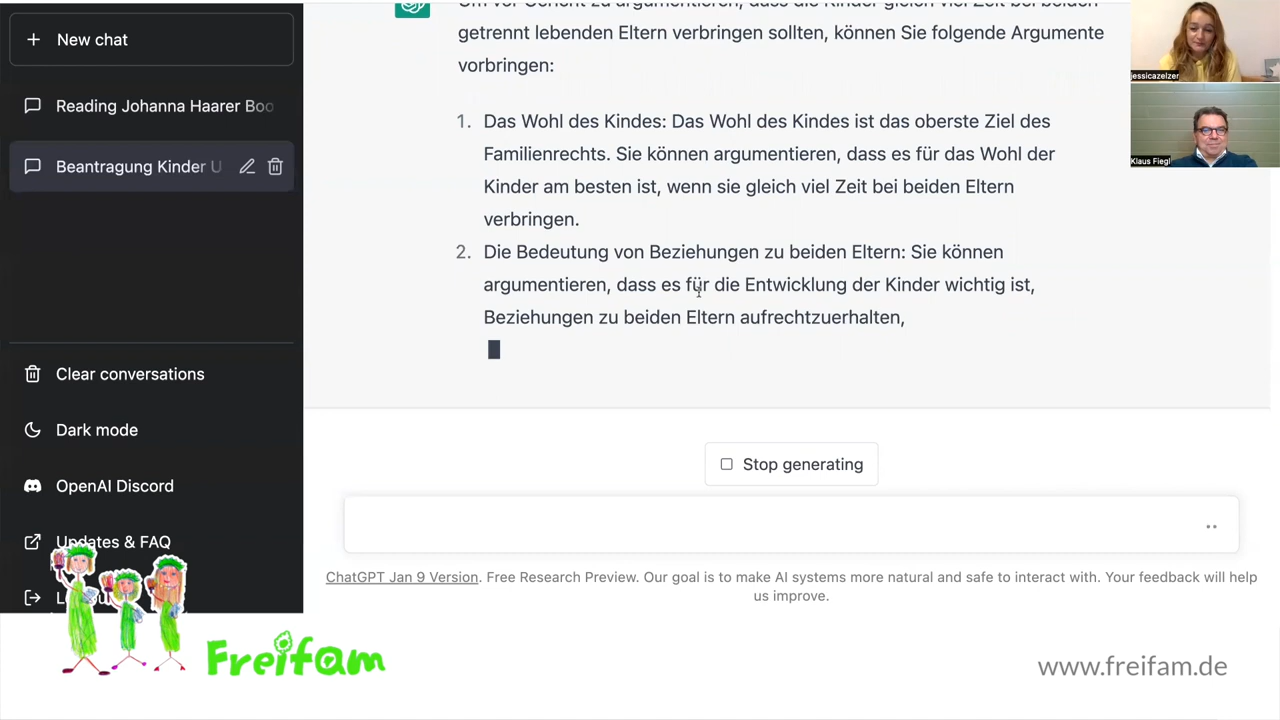 New chat
Reading Johanna Haarer Boo
Beantragung Kinder U
Clear conversations
Dark mode
OpenAI Discord
Updates & FAQ
getrennt lebenden Eltern verbringen sollten, können Sie folgende Argumente
vorbringen:
1. Das Wohl des Kindes: Das Wohl des Kindes ist das oberste Ziel des
Familienrechts. Sie können argumentieren, dass es für das Wohl der
Kinder am besten ist, wenn sie gleich viel Zeit bei beiden Eltern
verbringen.
2. Die Bedeutung von Beziehungen zu beiden Eltern: Sie können
argumentieren, dass es für die Entwicklung der Kinder wichtig ist,
Beziehungen zu beiden Eltern aufrechtzuerhalten,
Stop generating
ChatGPT Jan 9 Version. Free Research Preview. Our goal is to make AI systems more natural and safe to interact with. Your feedback will help
us improve.
jessicazelzer
Klaus Fiegl
Freifam
www.freifam.de